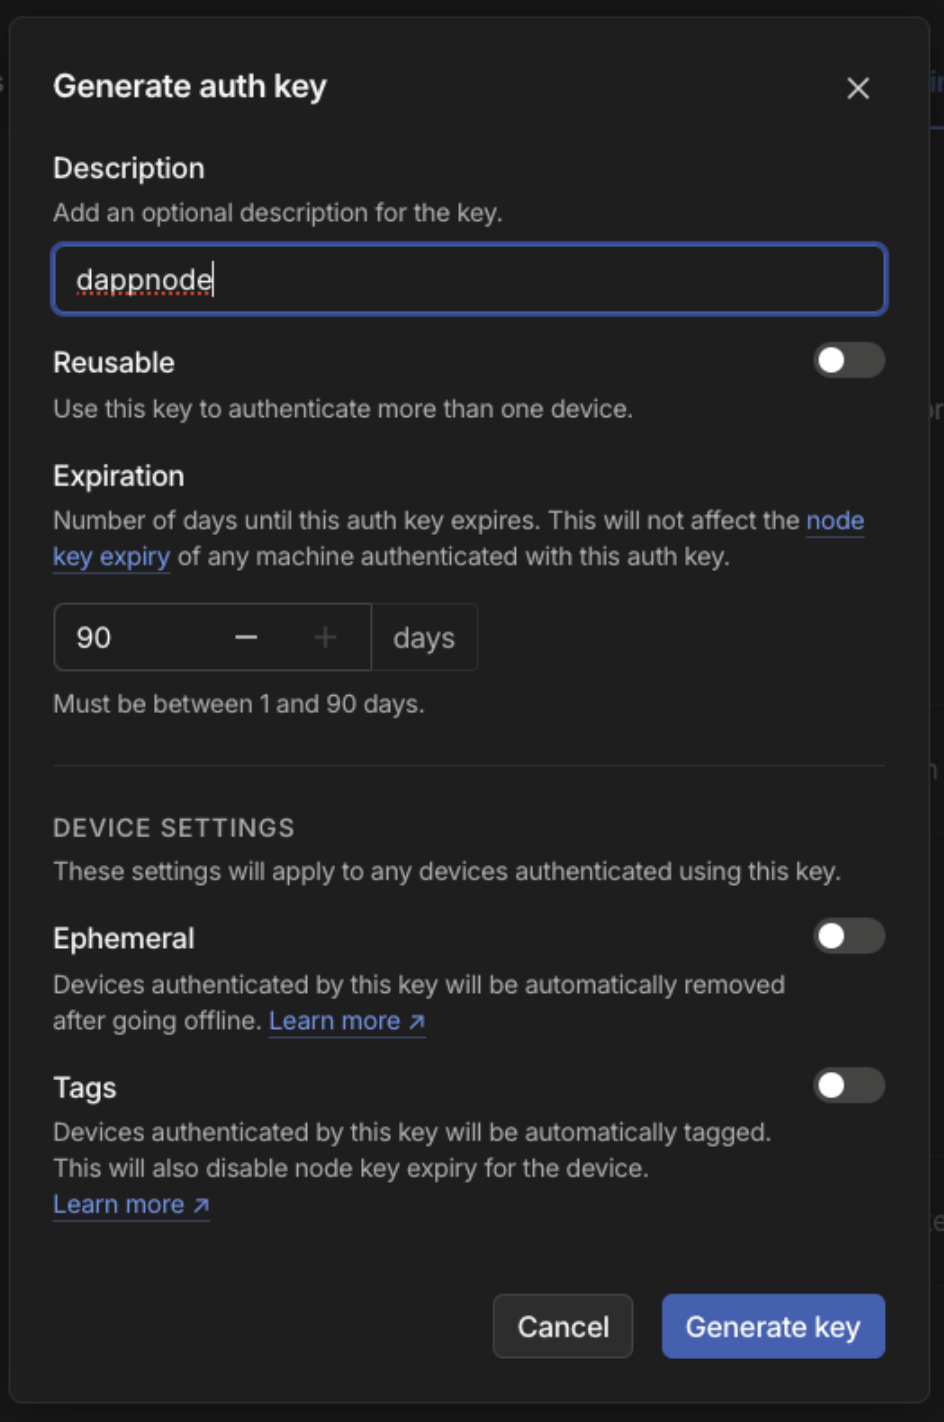 Generate auth key
Description
Add an optional description for the key.
dappnode
Reusable
Use this key to authenticate more than one device.
Expiration
Number of days until this auth key expires. This will not affect the node
key expiry of any machine authenticated with this auth key.
90 − + days
Must be between 1 and 90 days.
DEVICE SETTINGS
These settings will apply to any devices authenticated using this key.
Ephemeral
Devices authenticated by this key will be automatically removed
after going offline. Learn more ↗
Tags
Devices authenticated by this key will be automatically tagged.
This will also disable node key expiry for the device.
Learn more ↗
Cancel Generate key